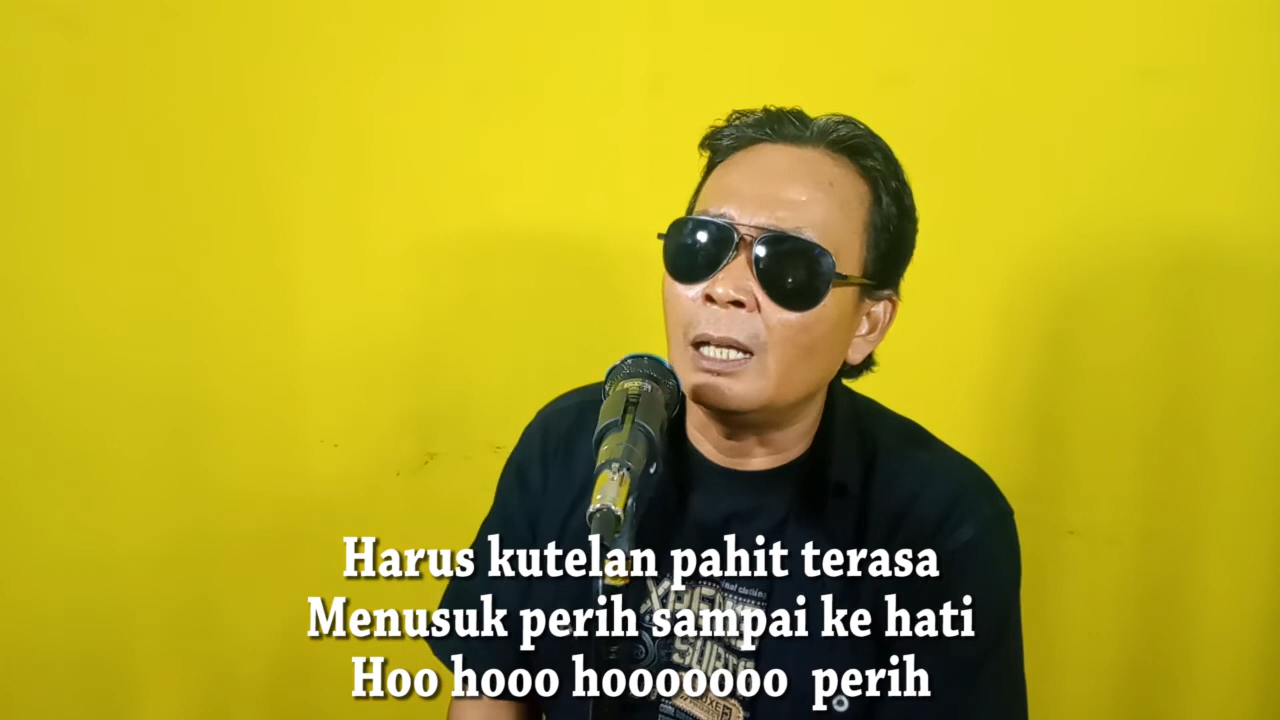 Harus kutelan pahit terasa
Menusuk perih sampai ke hati
Hoo hooo hooooooo perih